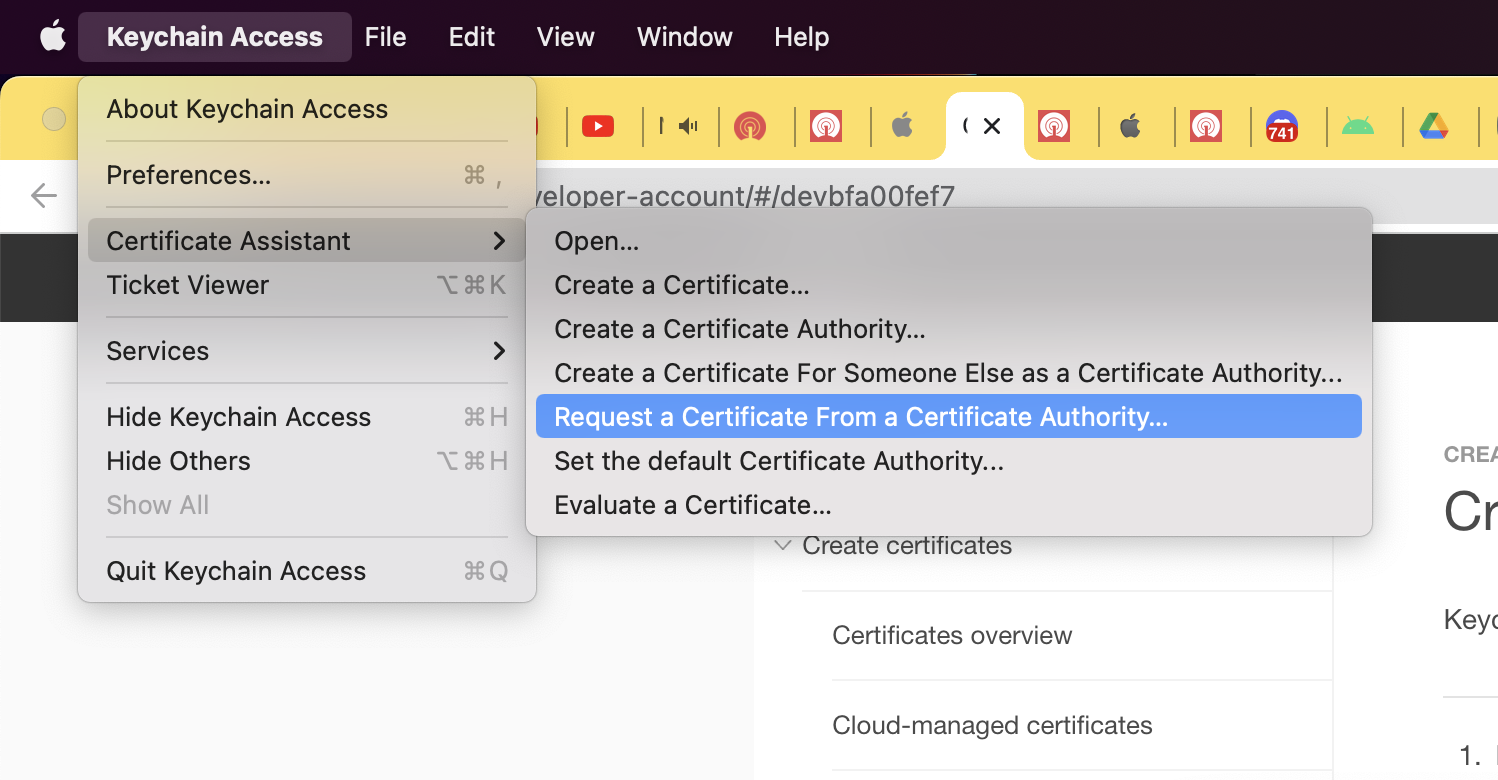 Keychain Access File Edit View Window Help
About Keychain Access
Preferences... ⌘ ,
Certificate Assistant
Ticket Viewer ⌥⌘K
Services
Hide Keychain Access ⌘H
Hide Others ⌥⌘H
Show All
Quit Keychain Access ⌘Q
741
veloper-account/#/devbfa00fef7
Open...
Create a Certificate...
Create a Certificate Authority...
Create a Certificate For Someone Else as a Certificate Authority...
Request a Certificate From a Certificate Authority...
Set the default Certificate Authority...
Evaluate a Certificate...
Create certificates
Certificates overview
Cloud-managed certificates
CREA
Cr
Keyc
1.